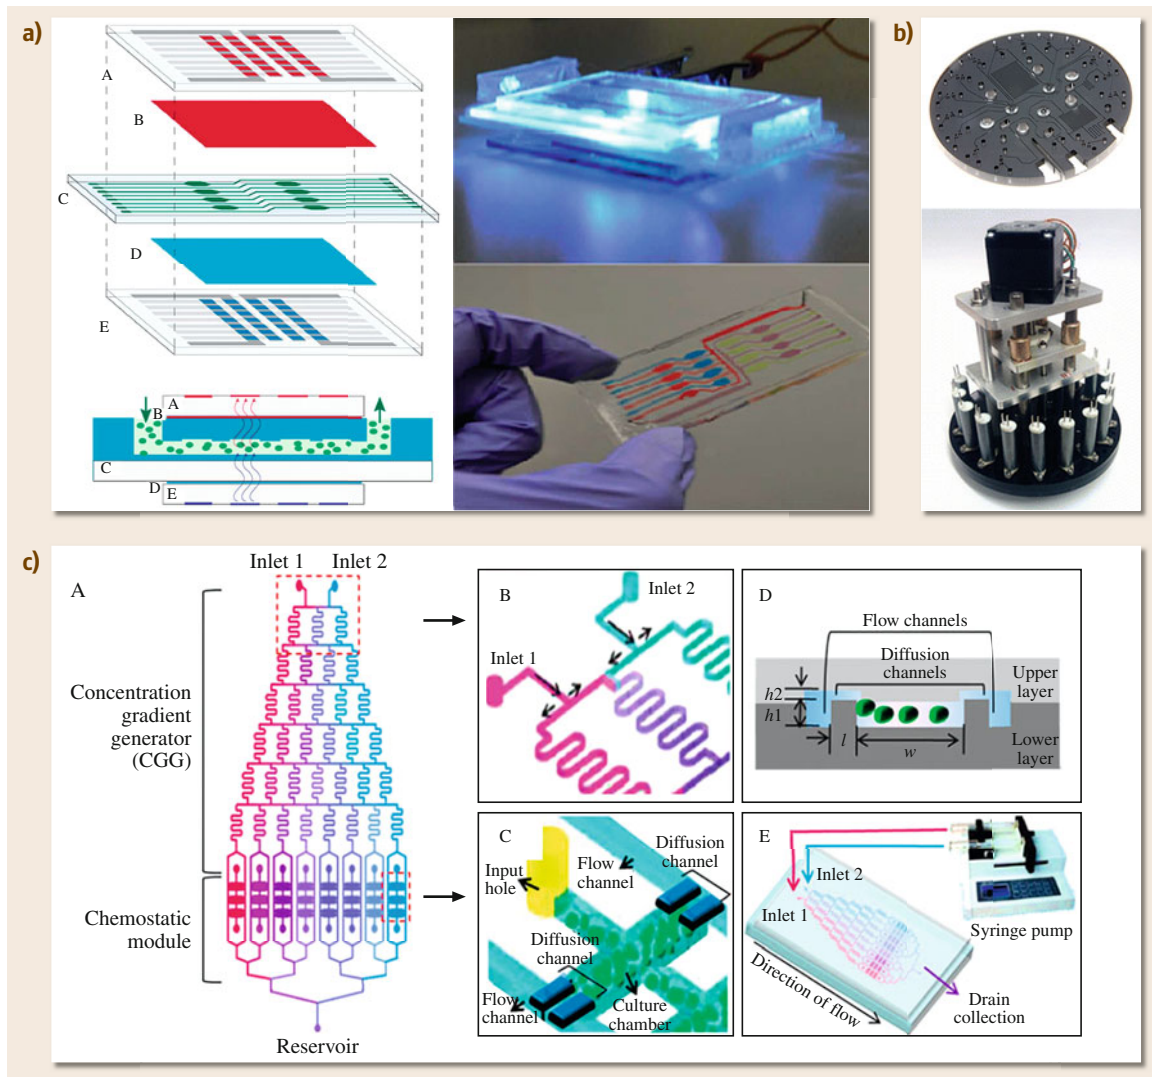 a)
A
B
C
D
E
A
B
C
D
E
b)
c)
A
Inlet 1
Inlet 2
Concentration
gradient
generator
(CGG)
Chemostatic
module
Reservoir
B
Inlet 2
Inlet 1
C
Input
hole
Flow
channel
Diffusion
channel
Diffusion
channel
Flow
channel
Culture
chamber
D
Flow channels
Diffusion
channels
Upper
layer
h2
h1
l
w
Lower
layer
E
Inlet 2
Inlet 1
Syringe pump
Direction of flow
Drain
collection